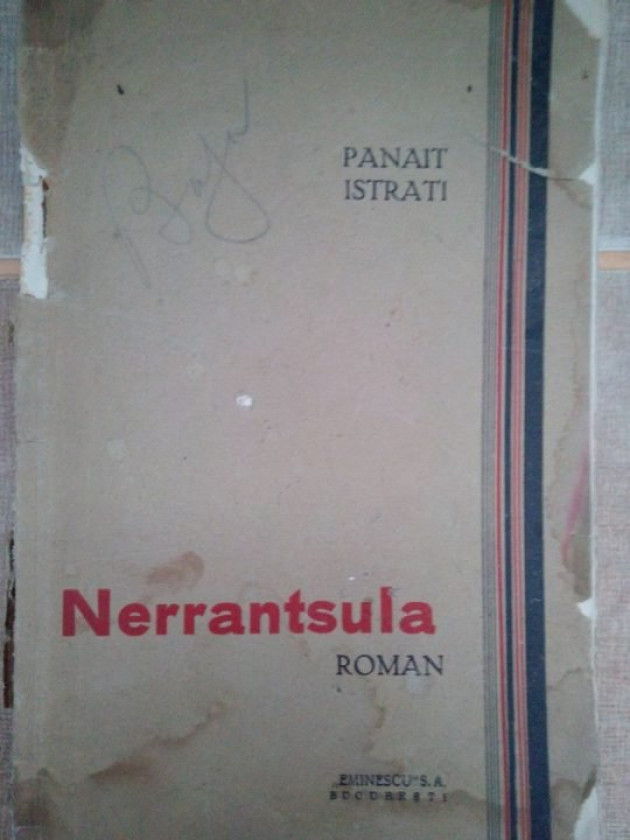 PANAIT
ISTRATI
Nerrantsula
ROMAN
„EMINESCU" S. A.
BUCUREȘTI